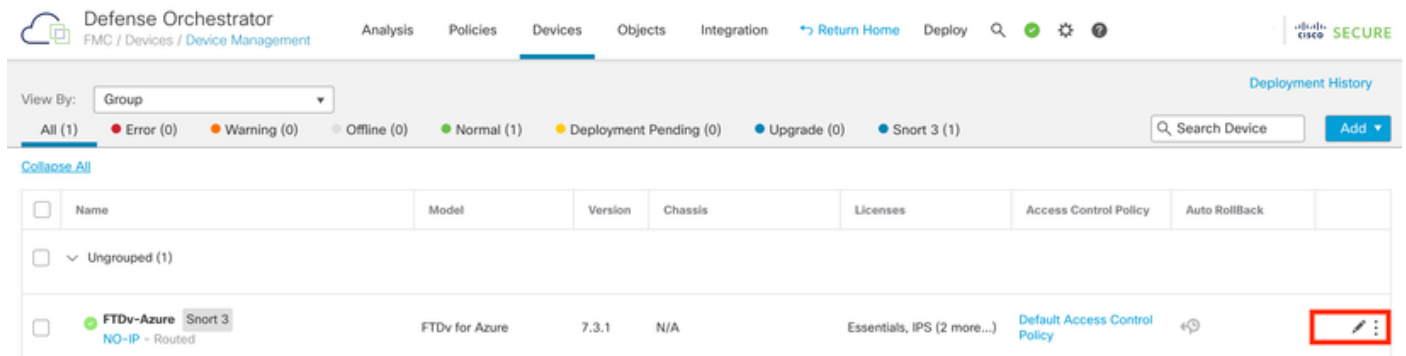 Defense Orchestrator
FMC / Devices / Device Management
Analysis Policies Devices Objects Integration Return Home Deploy
cisco SECURE
Deployment History
View By: Group
All (1) Error (0) Warning (0) Offline (0) Normal (1) Deployment Pending (0) Upgrade (0) Snort 3 (1) Search Device Add
Collapse All
Name Model Version Chassis Licenses Access Control Policy Auto RollBack
Ungrouped (1)
FTDv-Azure Snort 3
NO-IP - Routed
FTDv for Azure 7.3.1 N/A Essentials, IPS (2 more...)
Default Access Control
Policy